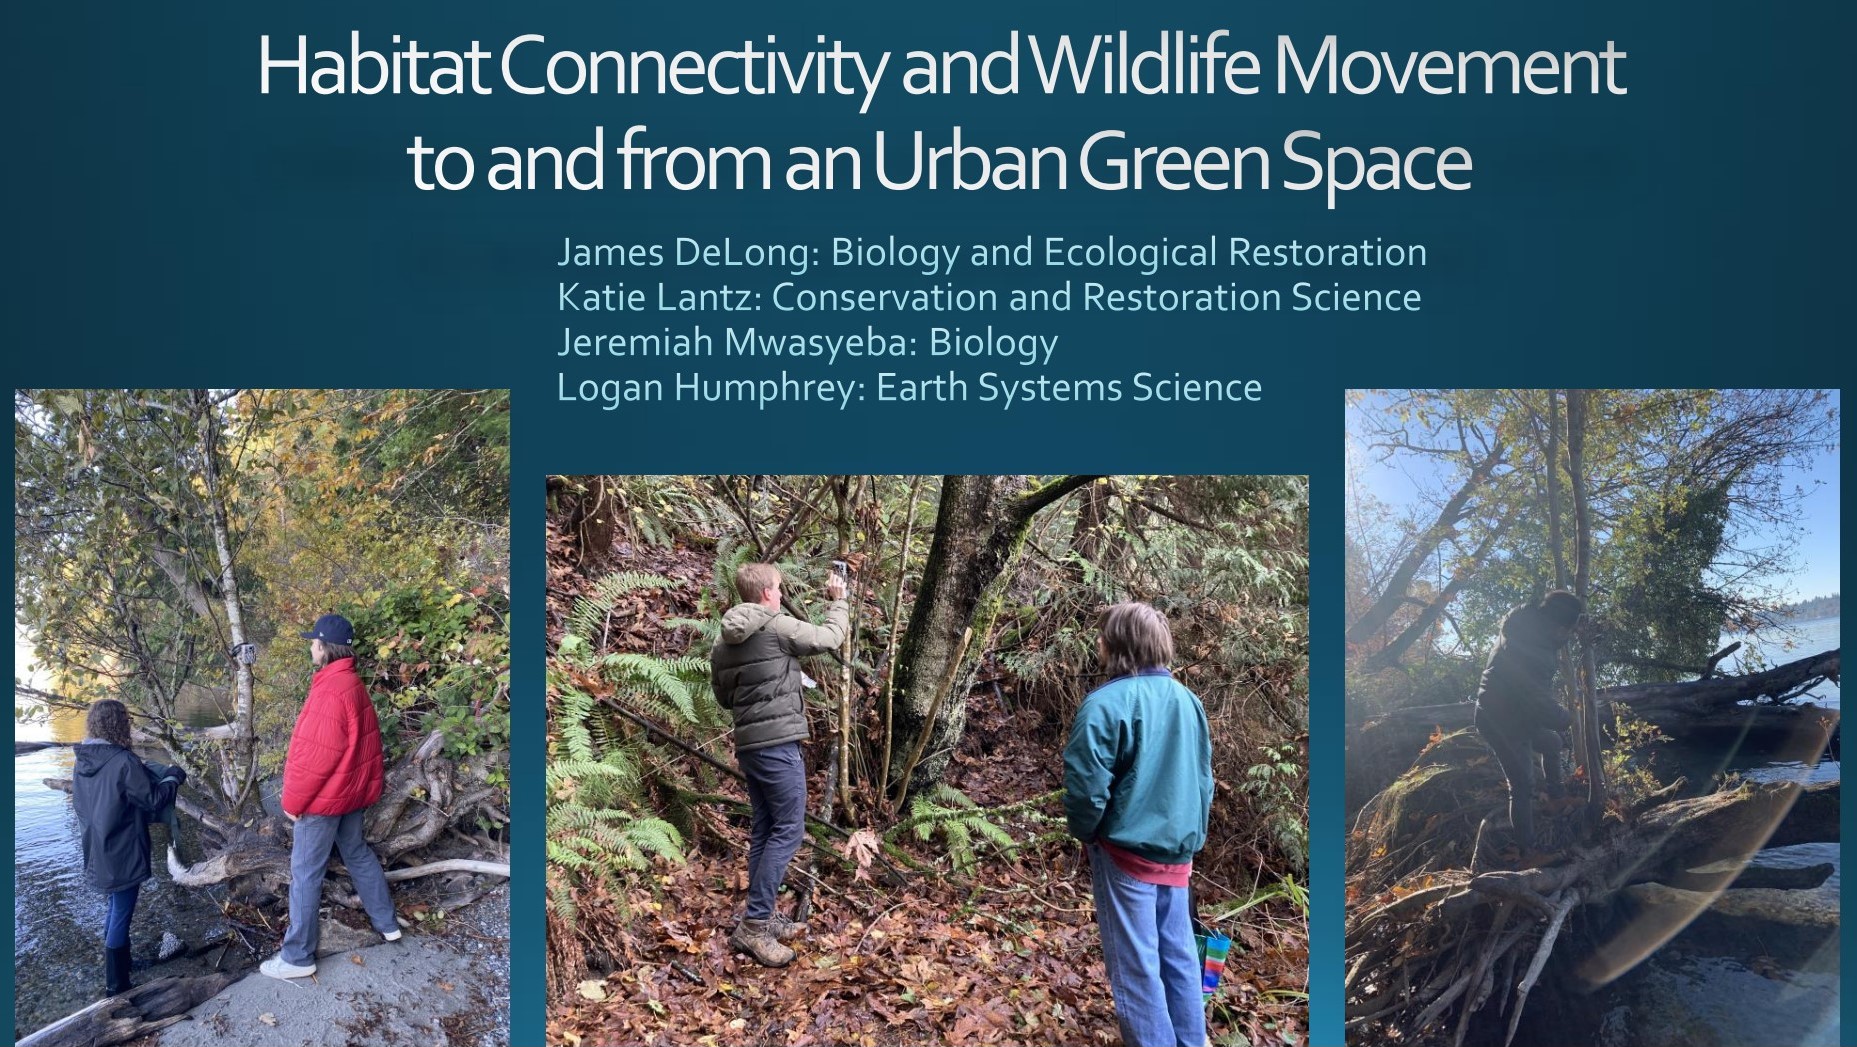 Habitat Connectivity and Wildlife Movement
to and from an Urban Green Space
James DeLong: Biology and Ecological Restoration
Katie Lantz: Conservation and Restoration Science
Jeremiah Mwasyeba: Biology
Logan Humphrey: Earth Systems Science